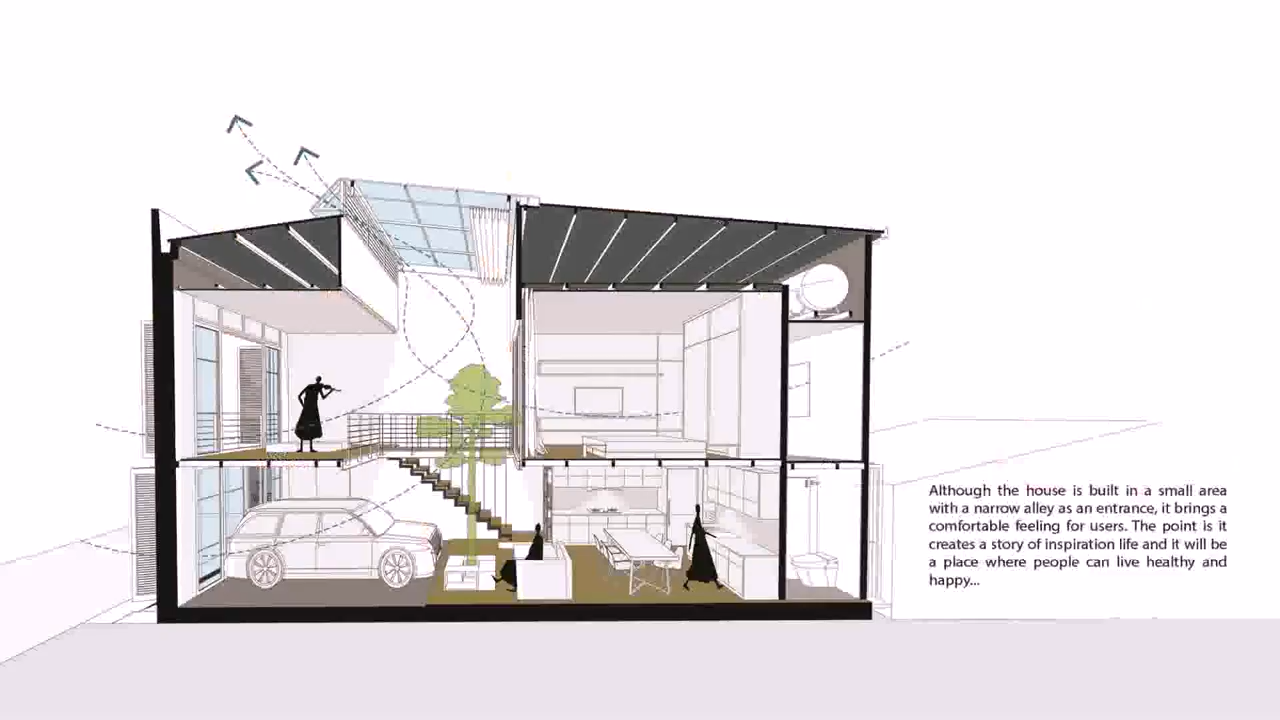 Although the house is built in a small area
with a narrow alley as an entrance, it brings a
comfortable feeling for users. The point is it
creates a story of inspiration life and it will be
a place where people can live healthy and
happy...